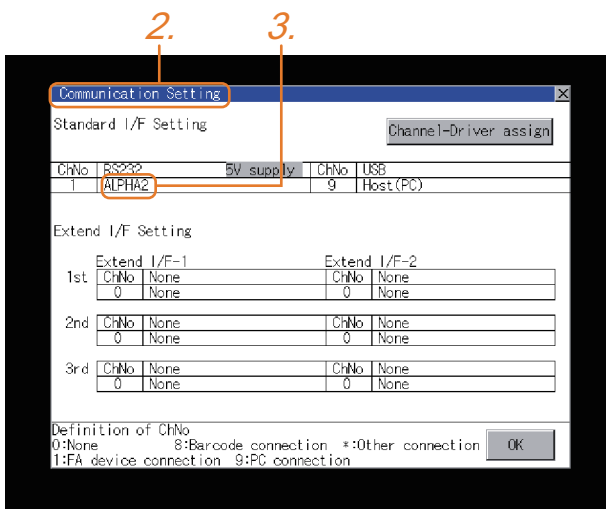 2. 3.
Communication Setting ×
Standard I/F Setting Channel-Driver assign
ChNo RS232 5V supply ChNo USB
1 ALPHA2 9 Host(PC)
Extend I/F Setting
Extend I/F-1 Extend I/F-2
1st ChNo None ChNo None
0 None 0 None
2nd ChNo None ChNo None
0 None 0 None
3rd ChNo None ChNo None
0 None 0 None
Definition of ChNo
0:None 8:Barcode connection *:Other connection OK
1:FA device connection 9:PC connection